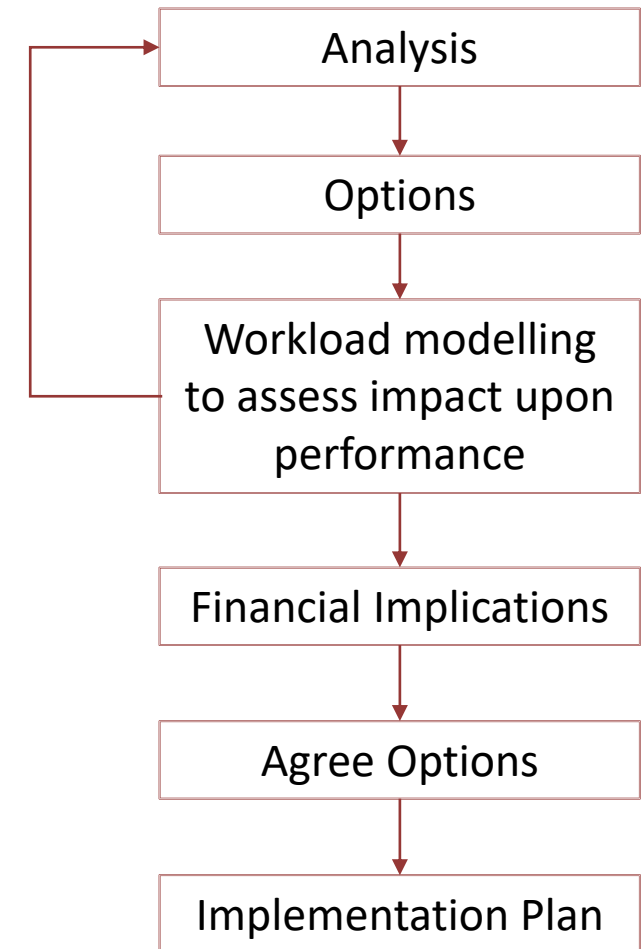 Analysis
Options
Workload modelling
to assess impact upon
performance
Financial Implications
Agree Options
Implementation Plan